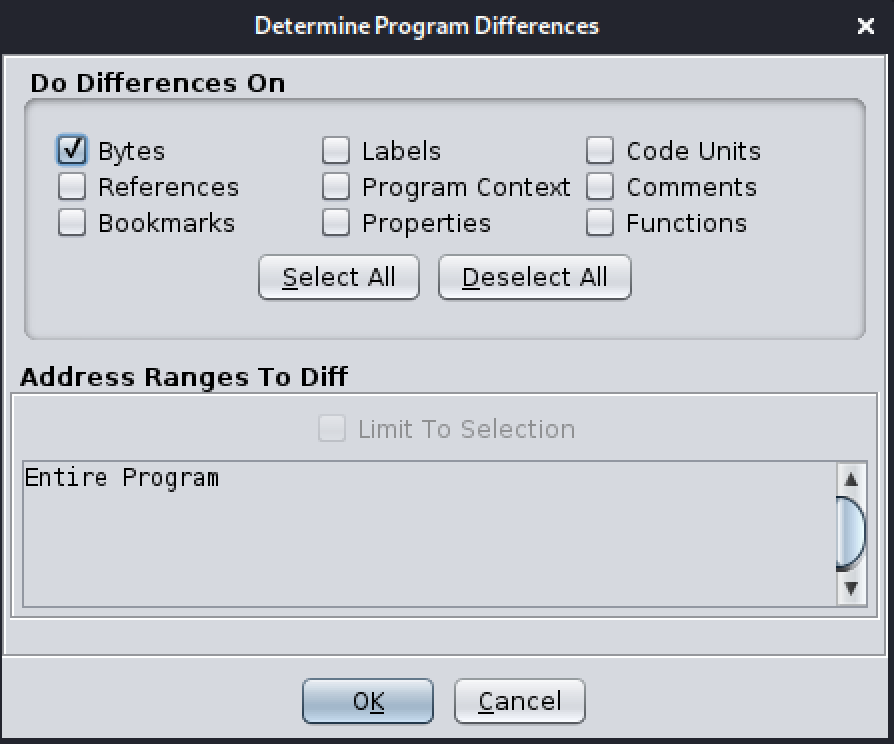 Determine Program Differences
Do Differences On
Bytes Labels Code Units
References Program Context Comments
Bookmarks Properties Functions
Select All Deselect All
Address Ranges To Diff
Limit To Selection
Entire Program
OK Cancel